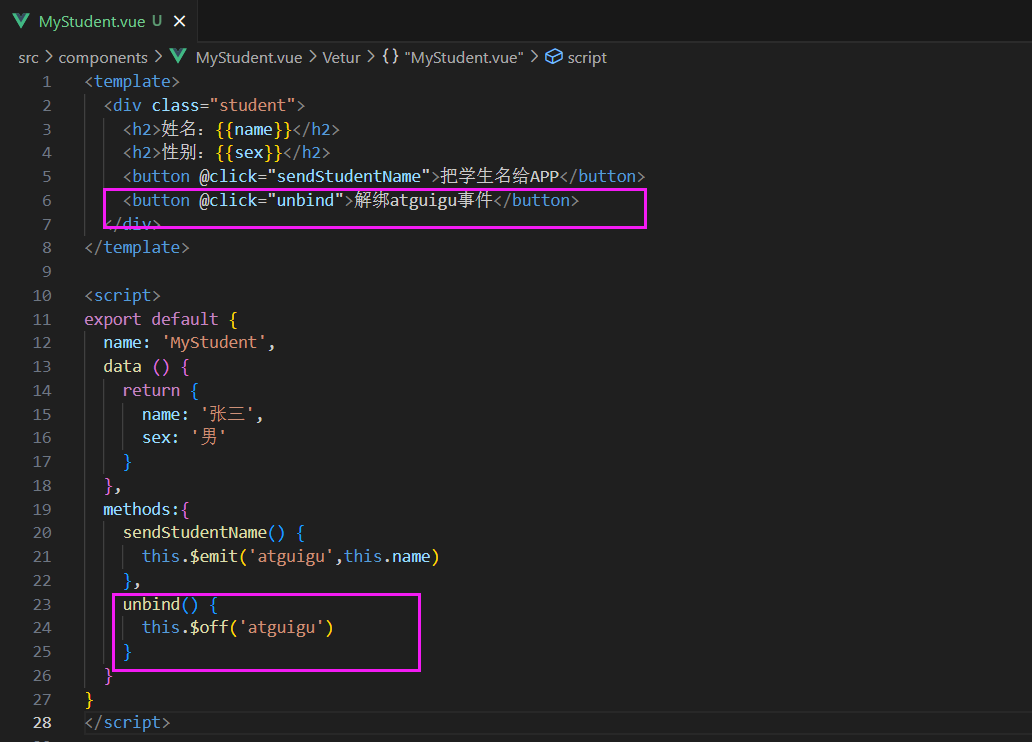 MyStudent.vue U ×
src > components > MyStudent.vue > Vetur > {} "MyStudent.vue" > script
1 <template>
2   <div class="student">
3     <h2>姓名：{{name}}</h2>
4     <h2>性别：{{sex}}</h2>
5     <button @click="sendStudentName">把学生名给APP</button>
6     <button @click="unbind">解绑atguigu事件</button>
7   </div>
8 </template>
9
10 <script>
11 export default {
12   name: 'MyStudent',
13   data () {
14     return {
15       name: '张三',
16       sex: '男'
17     }
18   },
19   methods:{
20     sendStudentName() {
21       this.$emit('atguigu',this.name)
22     },
23     unbind() {
24       this.$off('atguigu')
25     }
26   }
27 }
28 </script>